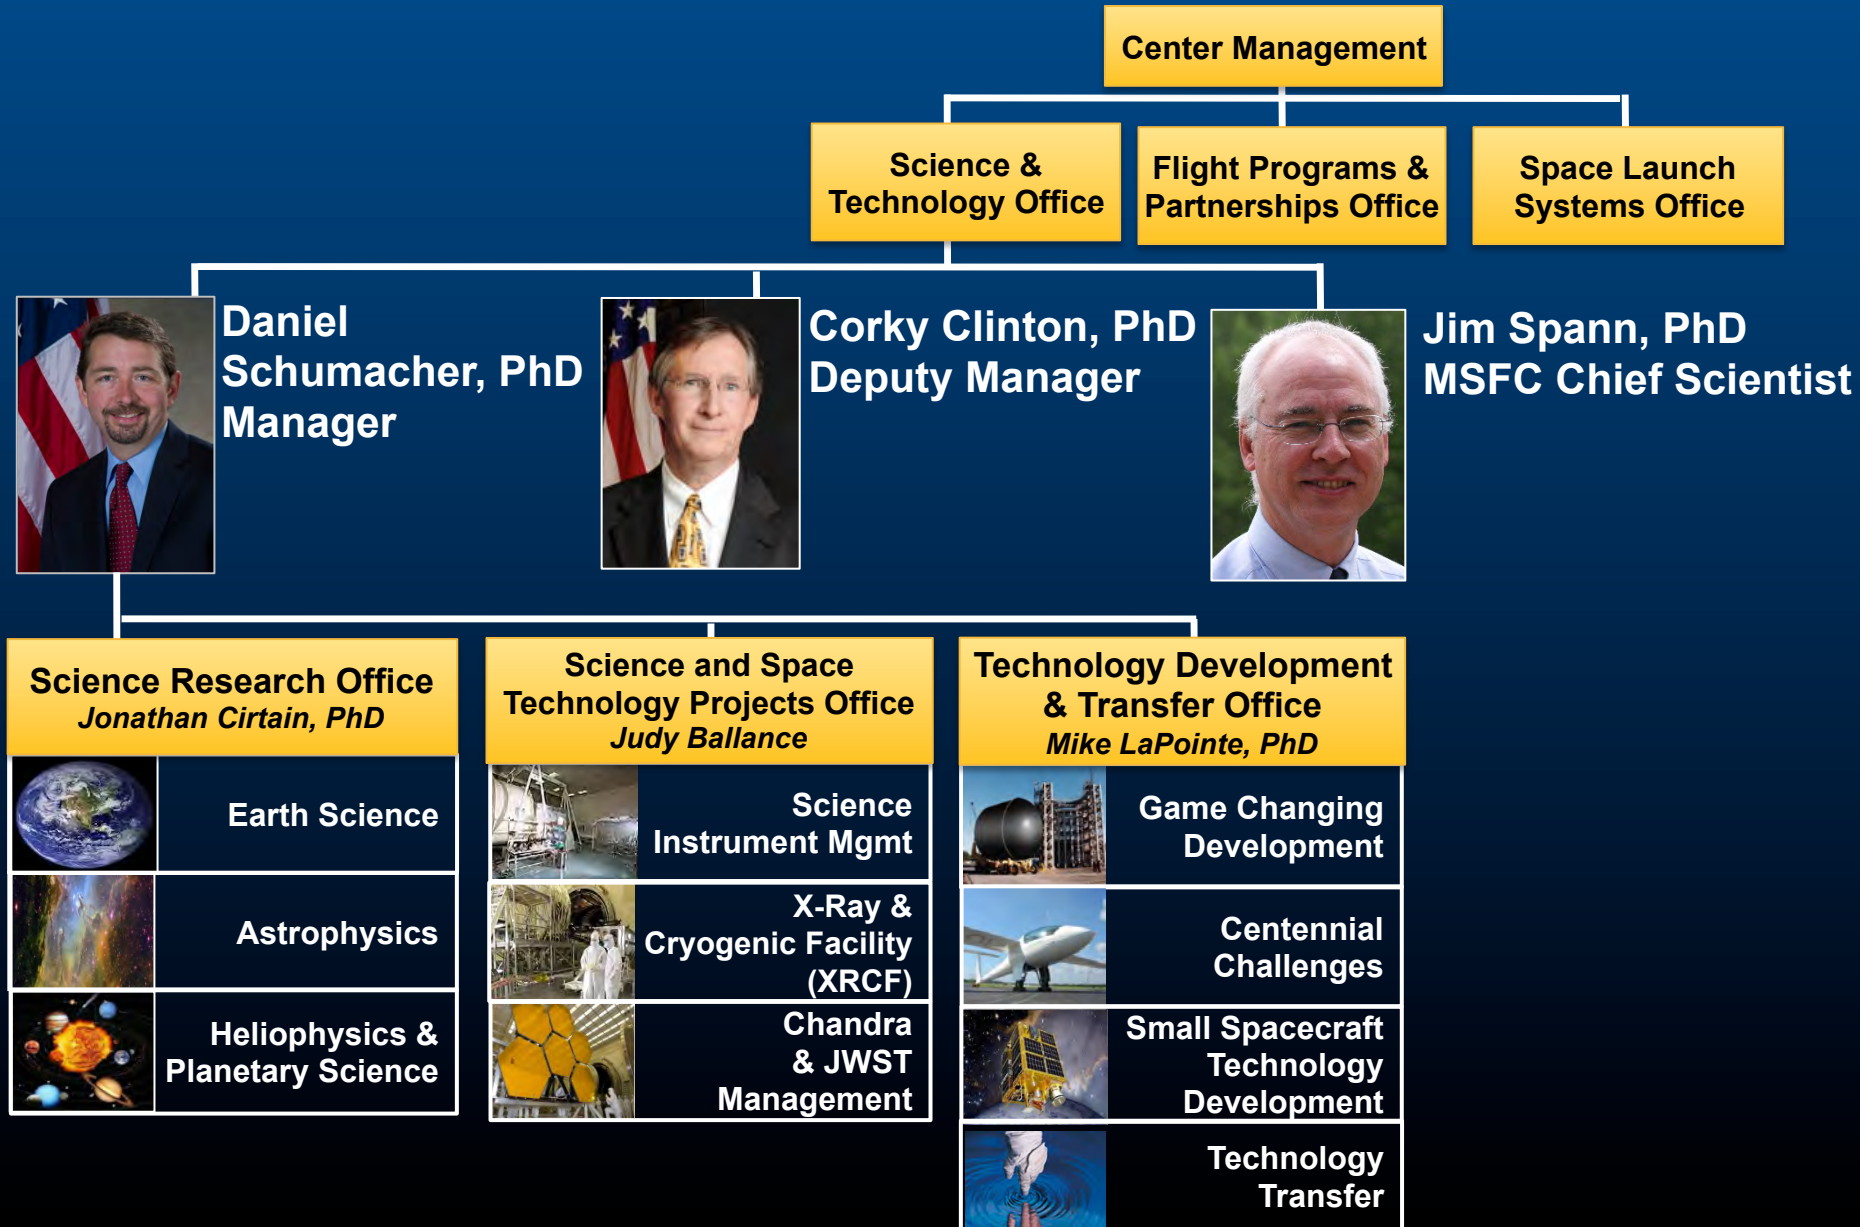 Center Management
Science &
Technology Office
Flight Programs &
Partnerships Office
Space Launch
Systems Office
Daniel
Schumacher, PhD
Manager
Corky Clinton, PhD
Deputy Manager
Jim Spann, PhD
MSFC Chief Scientist
Science Research Office
Jonathan Cirtain, PhD
Earth Science
Astrophysics
Heliophysics &
Planetary Science
Science and Space
Technology Projects Office
Judy Ballance
Science
Instrument Mgmt
X-Ray &
Cryogenic Facility
(XRCF)
Chandra
& JWST
Management
Technology Development
& Transfer Office
Mike LaPointe, PhD
Game Changing
Development
Centennial
Challenges
Small Spacecraft
Technology
Development
Technology
Transfer